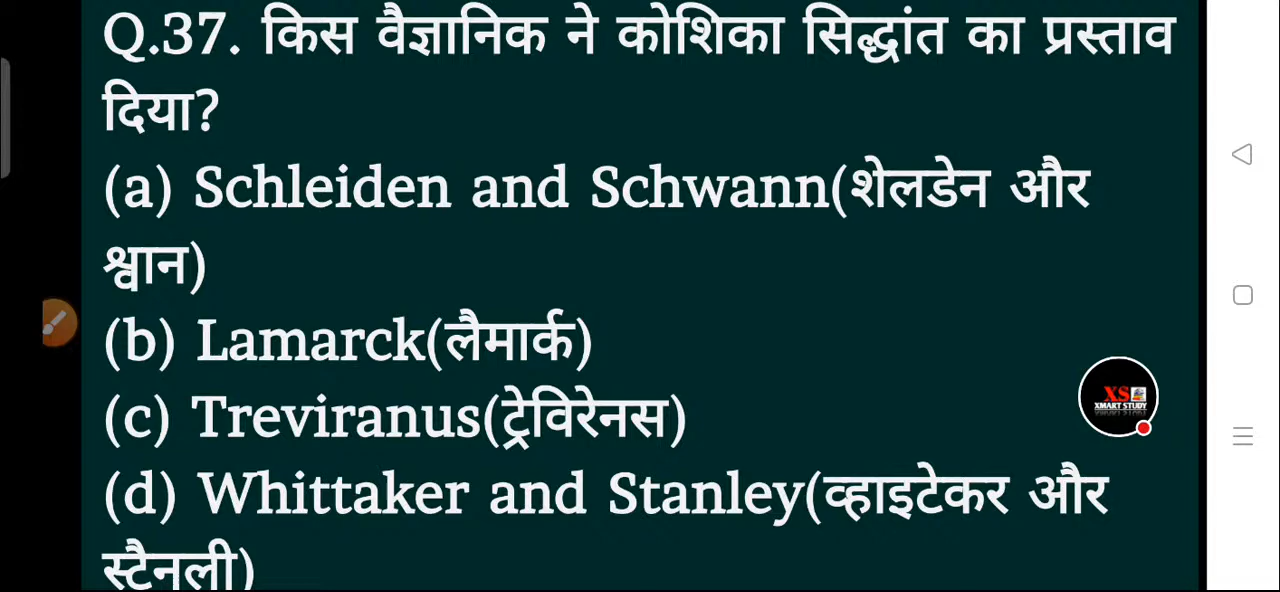 Q.37. किस वैज्ञानिक ने कोशिका सिद्धांत का प्रस्ताव
दिया?
(a) Schleiden and Schwann(शेलडेन और
श्वान)
(b) Lamarck(लैमार्क)
(c) Treviranus(ट्रेविरेनस)
XS
XMART STUDY
(d) Whittaker and Stanley(व्हाइटेकर और
स्टैनली)